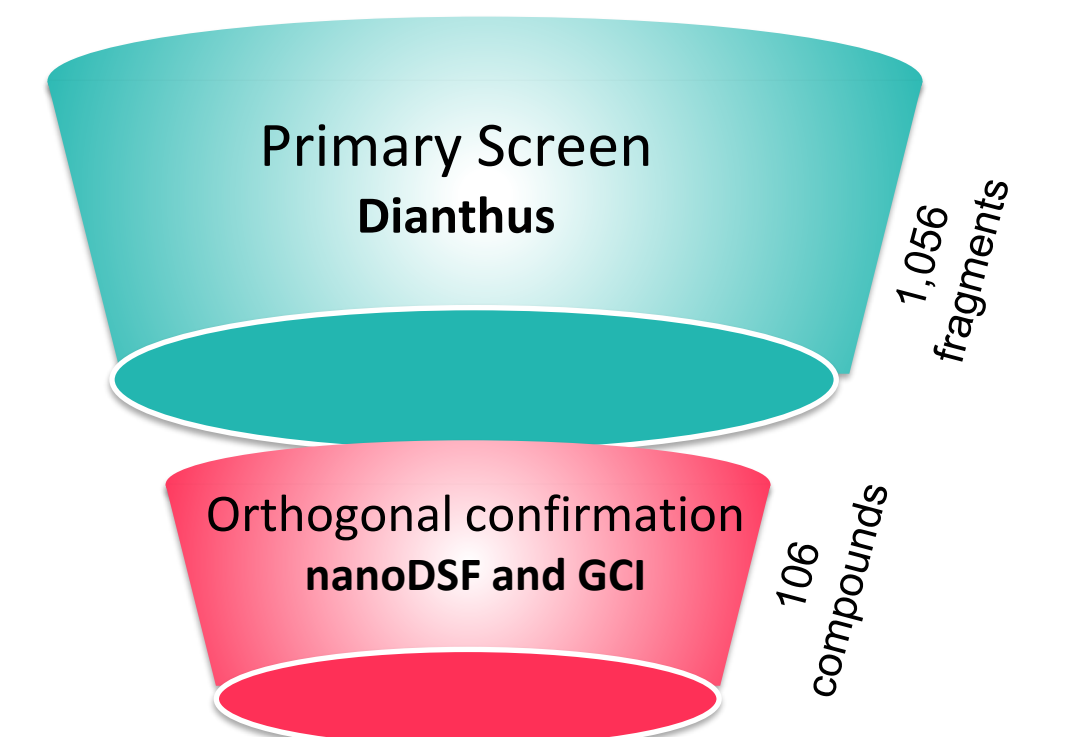 Primary Screen
Dianthus
1,056
fragments
Orthogonal confirmation
nanoDSF and GCI
106
compounds